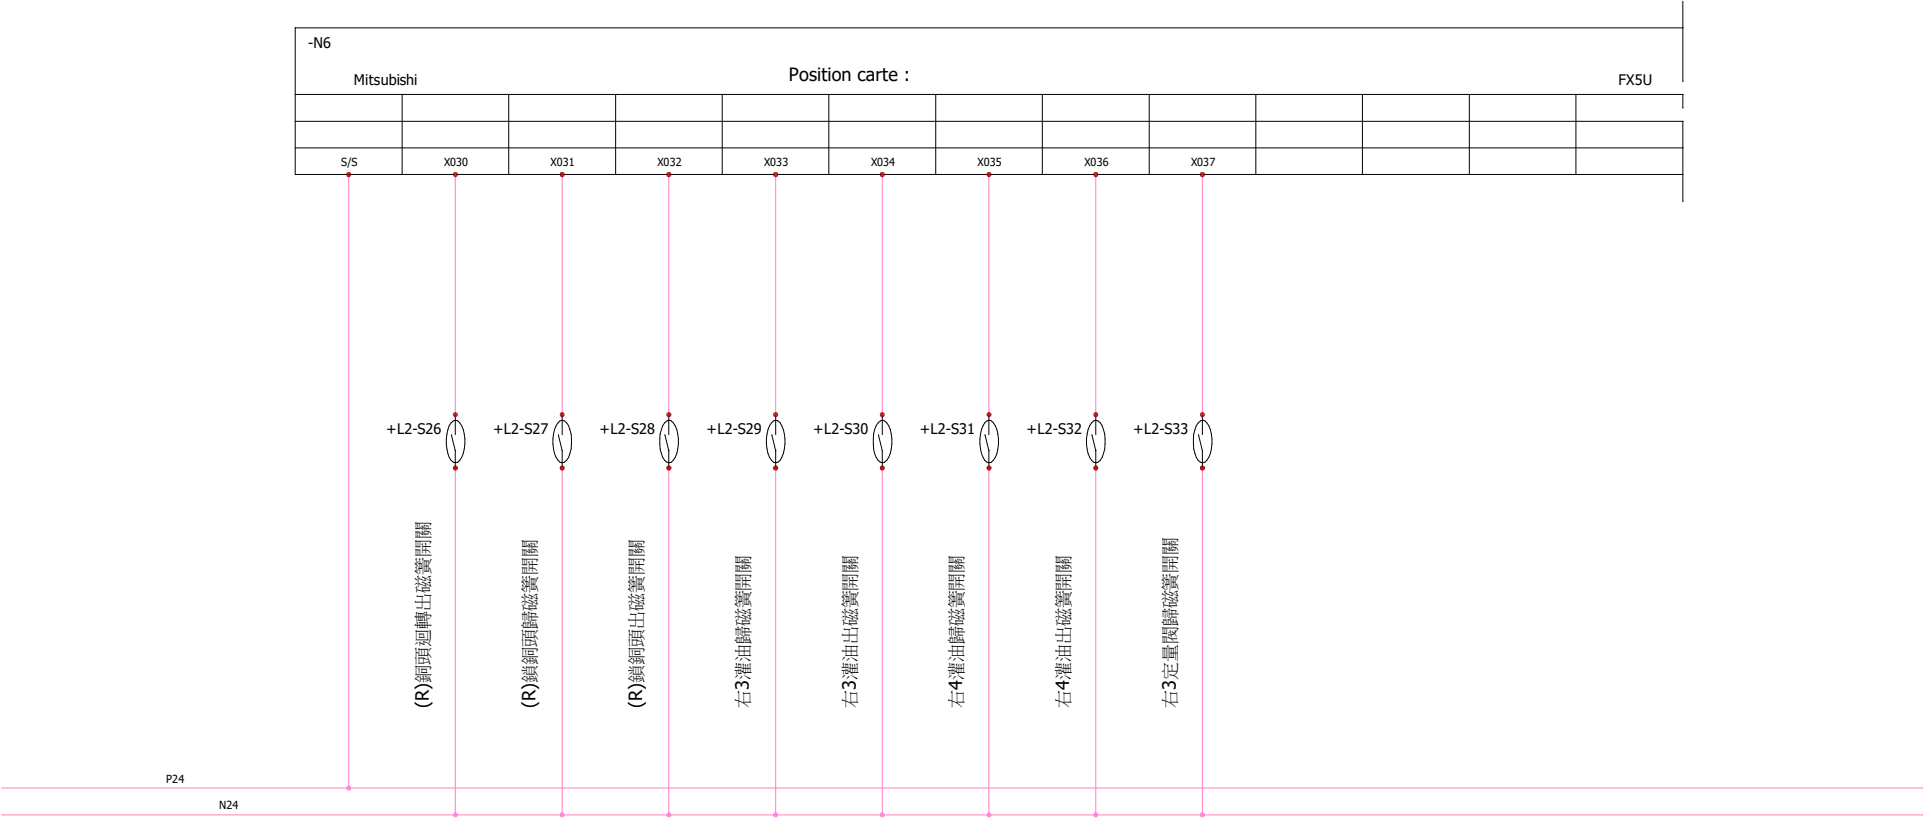 -N6
Mitsubishi
Position carte :
FX5U
S/S
X030
X031
X032
X033
X034
X035
X036
X037
+L2-S26
+L2-S27
+L2-S28
+L2-S29
+L2-S30
+L2-S31
+L2-S32
+L2-S33
(R)銅頭迴轉出磁簧開關
(R)鎖銅頭歸磁簧開關
(R)鎖銅頭出磁簧開關
右3灌油歸磁簧開關
右3灌油出磁簧開關
右4灌油歸磁簧開關
右4灌油出磁簧開關
右3定量閥歸磁簧開關
P24
N24